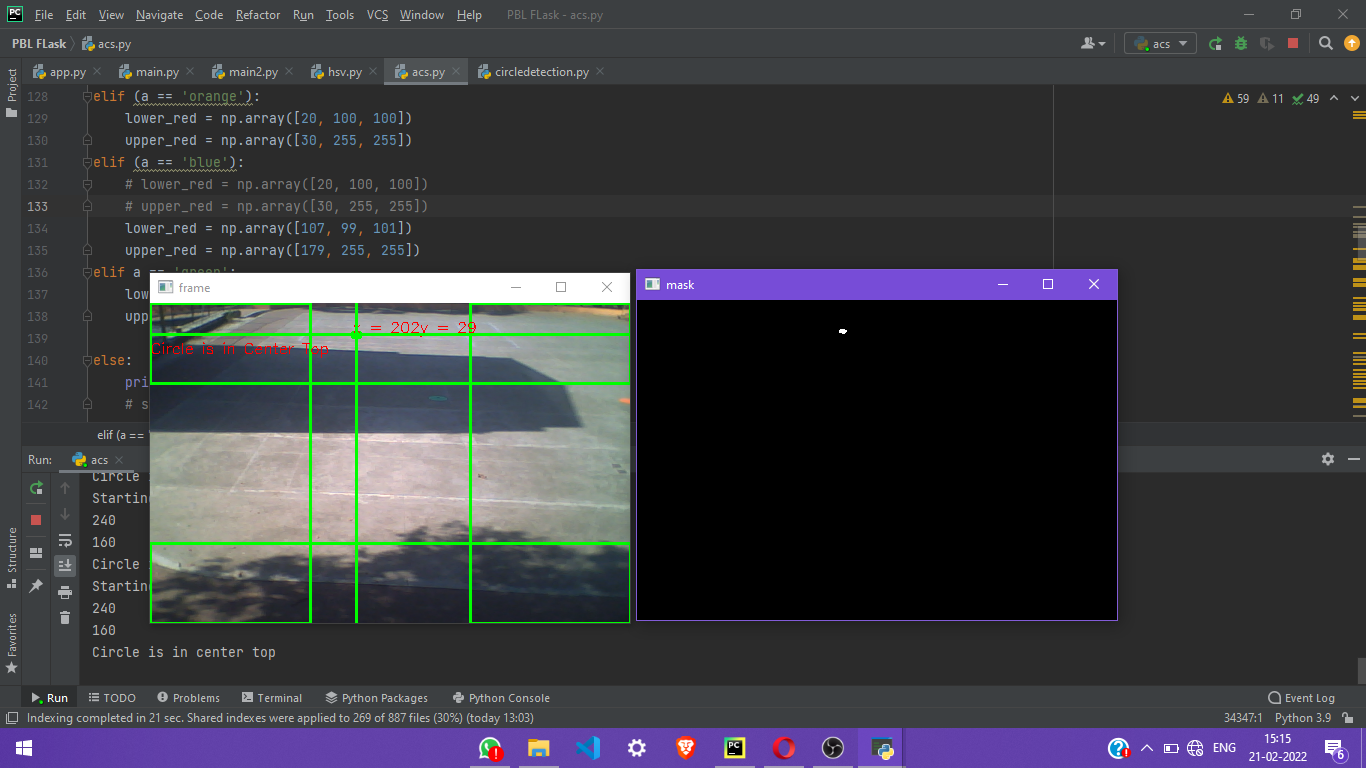 File Edit View Navigate Code Refactor Run Tools VCS Window Help PBL FLask - acs.py
PBL FLask acs.py acs
Project
app.py main.py main2.py hsv.py acs.py circledetection.py
59 11 49
128 elif (a == 'orange'):
129 lower_red = np.array([20, 100, 100])
130 upper_red = np.array([30, 255, 255])
131 elif (a == 'blue'):
132 # lower_red = np.array([20, 100, 100])
133 # upper_red = np.array([30, 255, 255])
134 lower_red = np.array([107, 99, 101])
135 upper_red = np.array([179, 255, 255])
136 elif a == 'green':
137 low
138 upp
139
140 else:
141 pri
142 # s
elif (a ==
frame
x = 202y = 29
Circle is in Center Top
mask
Run: acs
Circle
Starting
240
160
Circle
Starting
240
160
Circle is in center top
Structure
Favorites
Run TODO Problems Terminal Python Packages Python Console Event Log
Indexing completed in 21 sec. Shared indexes were applied to 269 of 887 files (30%) (today 13:03) 34347:1 Python 3.9
ENG 15:15
21-02-2022
6